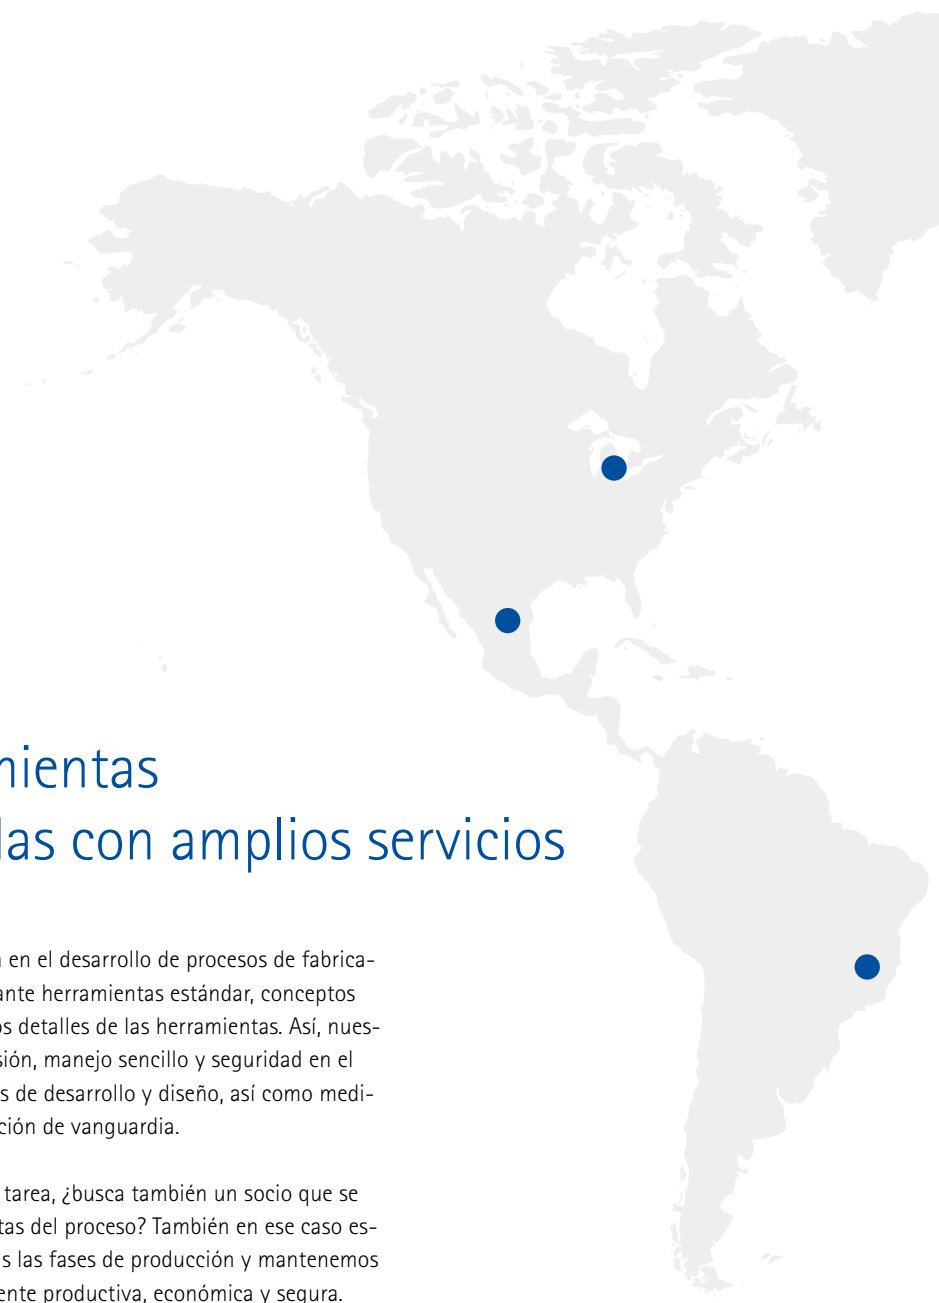 mientas
las con amplios servicios
en el desarrollo de procesos de fabrica-
ante herramientas estándar, conceptos
os detalles de las herramientas. Así, nues-
sión, manejo sencillo y seguridad en el
s de desarrollo y diseño, así como medi-
ción de vanguardia.
tarea, ¿busca también un socio que se
tas del proceso? También en ese caso es-
s las fases de producción y mantenemos
ente productiva, económica y segura.